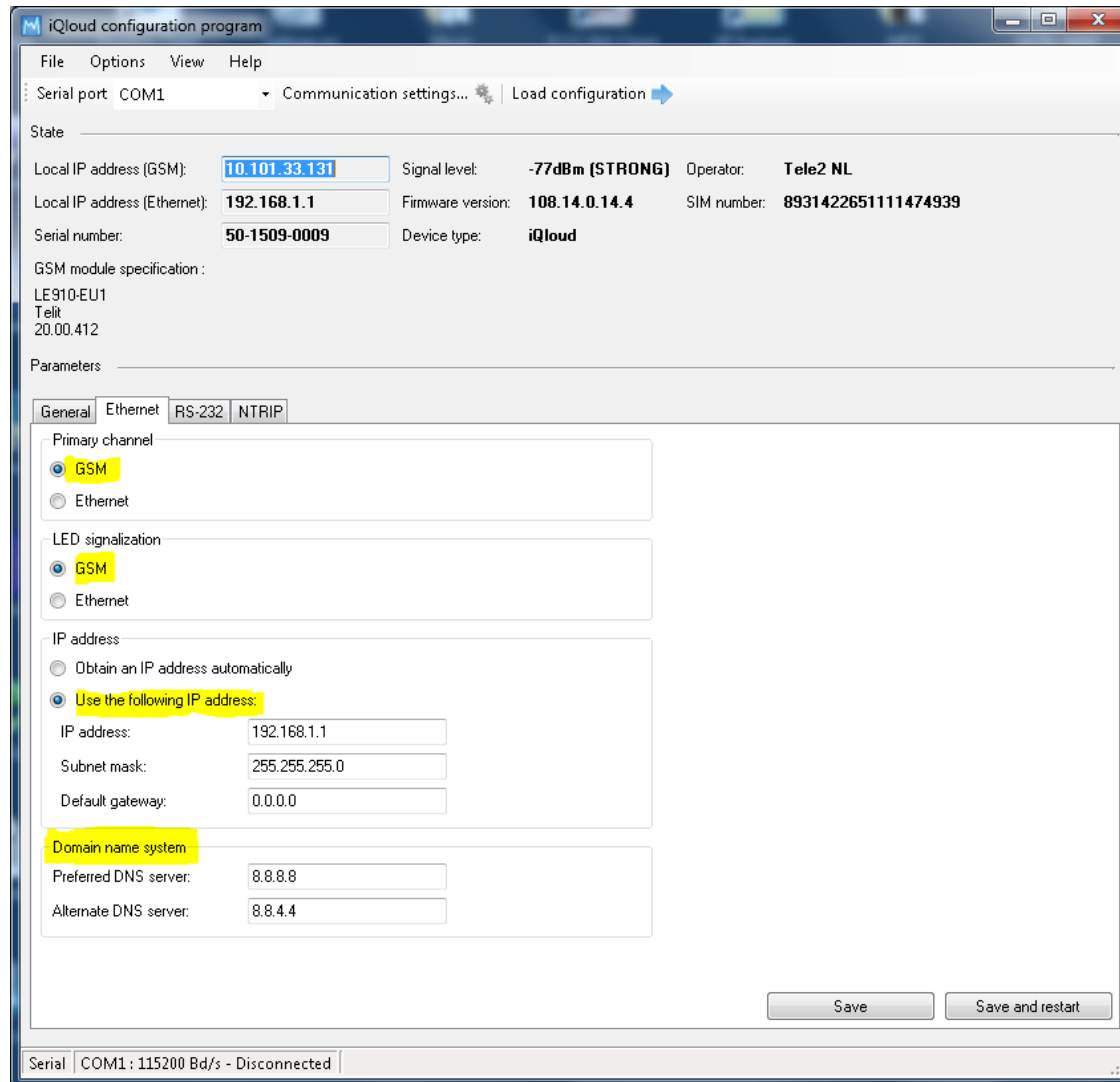 iQloud configuration program
File Options View Help
Serial port COM1 Communication settings... Load configuration
State
Local IP address (GSM): 10.101.33.131 Signal level: -77dBm (STRONG) Operator: Tele2 NL
Local IP address (Ethernet): 192.168.1.1 Firmware version: 108.14.0.14.4 SIM number: 8931422651111474939
Serial number: 50-1509-0009 Device type: iQloud
GSM module specification :
LE910-EU1
Telit
20.00.412
Parameters
General Ethernet RS-232 NTRIP
Primary channel
GSM
Ethernet
LED signalization
GSM
Ethernet
IP address
Obtain an IP address automatically
Use the following IP address:
IP address: 192.168.1.1
Subnet mask: 255.255.255.0
Default gateway: 0.0.0.0
Domain name system
Preferred DNS server: 8.8.8.8
Alternate DNS server: 8.8.4.4
Save Save and restart
Serial COM1 : 115200 Bd/s - Disconnected